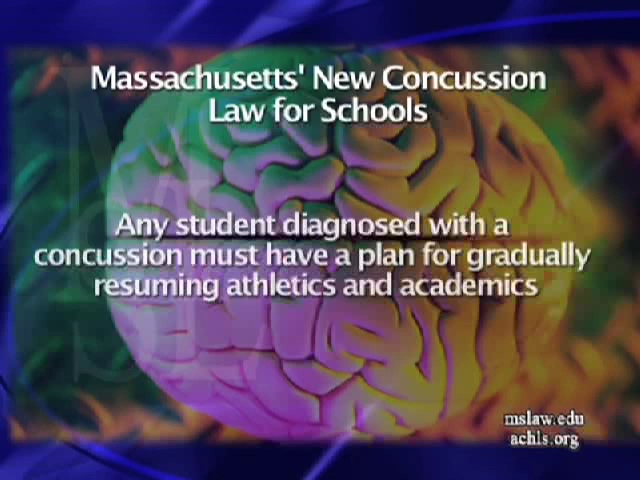 Massachusetts' New Concussion
Law for Schools
Any student diagnosed with a
concussion must have a plan for gradually
resuming athletics and academics
mslaw.edu
achis.org